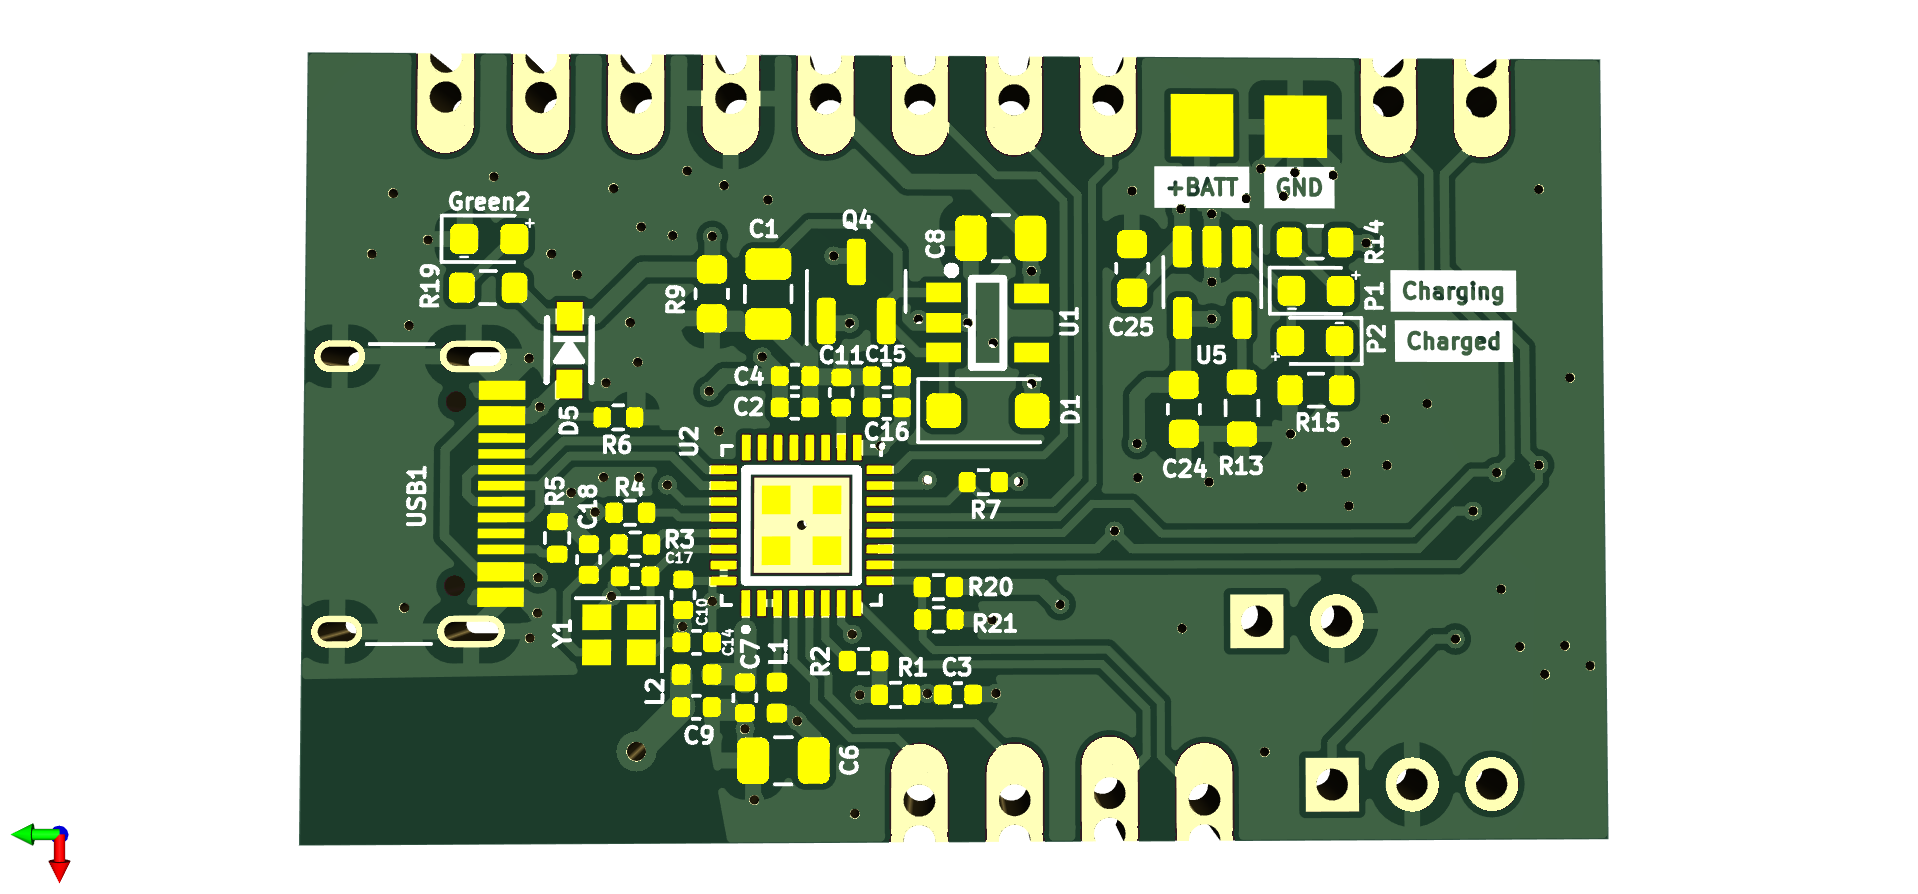 +BATT
GND
Green2
+
-
R19
C1
Q4
C8
R14
R9
+
P1
Charging
U1
C25
-
-
P2
Charged
C11
C15
U5
+
C4
C2
D5
R6
U2
C16
D1
R15
C24
R13
USB1
R5
C18
R4
R7
R3
C17
R20
C10
R21
Y1
C14
C7
L1
R2
R1
C3
L2
C9
C6